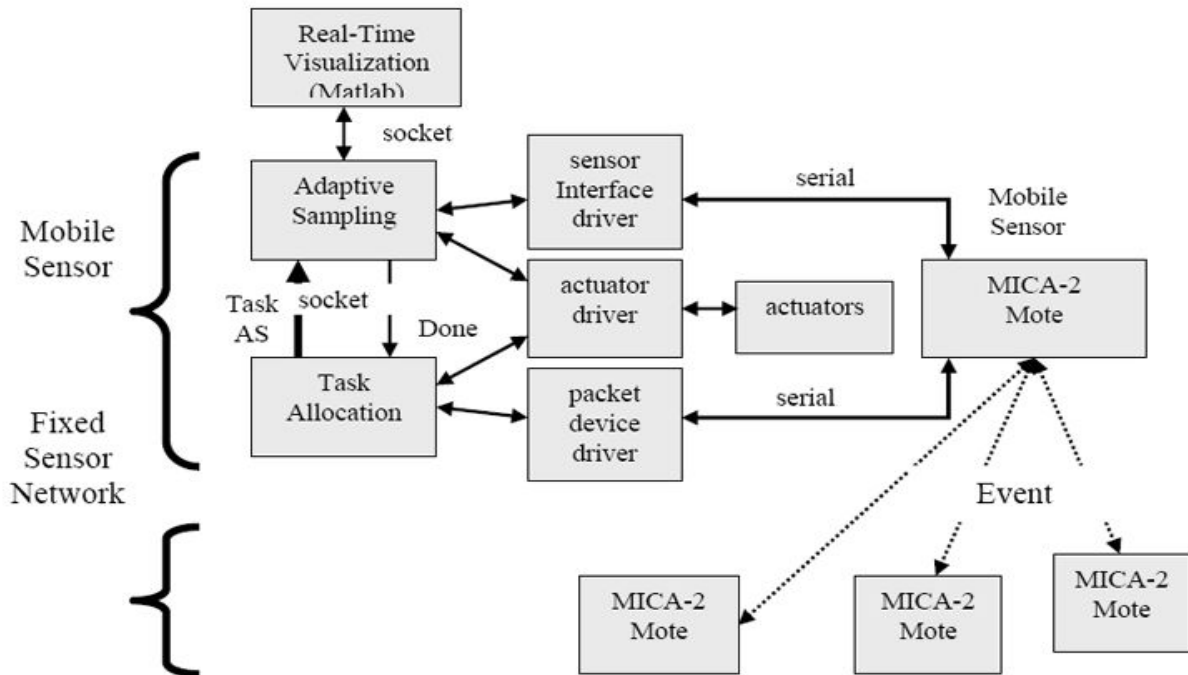 Real-Time
Visualization
(Matlab)
socket
Adaptive
Sampling
sensor
Interface
driver
serial
Mobile
Sensor
MICA-2
Mote
Mobile
Sensor
Task
AS
socket
Done
actuator
driver
actuators
Task
Allocation
packet
device
driver
serial
Fixed
Sensor
Network
Event
MICA-2
Mote
MICA-2
Mote
MICA-2
Mote